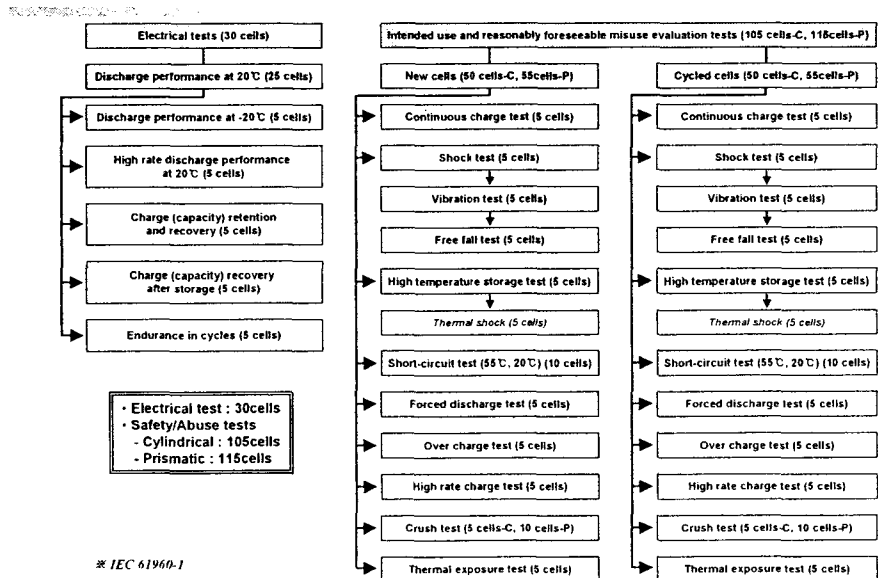 Electrical tests (30 cells)
Discharge performance at 20℃ (25 cells)
Discharge performance at -20℃ (5 cells)
High rate discharge performance
at 20℃ (5 cells)
Charge (capacity) retention
and recovery (5 cells)
Charge (capacity) recovery
after storage (5 cells)
Endurance in cycles (5 cells)
· Electrical test : 30cells
· Safety/Abuse tests
- Cylindrical : 105cells
- Prismatic : 115cells
※ IEC 61960-1
Intended use and reasonably foreseeable misuse evaluation tests (105 cells-C, 115cells-P)
New cells (50 cells-C, 55cells-P)
Continuous charge test (5 cells)
Shock test (5 cells)
Vibration test (5 cells)
Free fall test (5 cells)
High temperature storage test (5 cells)
Thermal shock (5 cells)
Short-circuit test (55℃, 20℃) (10 cells)
Forced discharge test (5 cells)
Over charge test (5 cells)
High rate charge test (5 cells)
Crush test (5 cells-C, 10 cells-P)
Thermal exposure test (5 cells)
Cycled cells (50 cells-C, 55cells-P)
Continuous charge test (5 cells)
Shock test (5 cells)
Vibration test (5 cells)
Free fall test (5 cells)
High temperature storage test (5 cells)
Thermal shock (5 cells)
Short-circuit test (55℃, 20℃) (10 cells)
Forced discharge test (5 cells)
Over charge test (5 cells)
High rate charge test (5 cells)
Crush test (5 cells-C, 10 cells-P)
Thermal exposure test (5 cells)